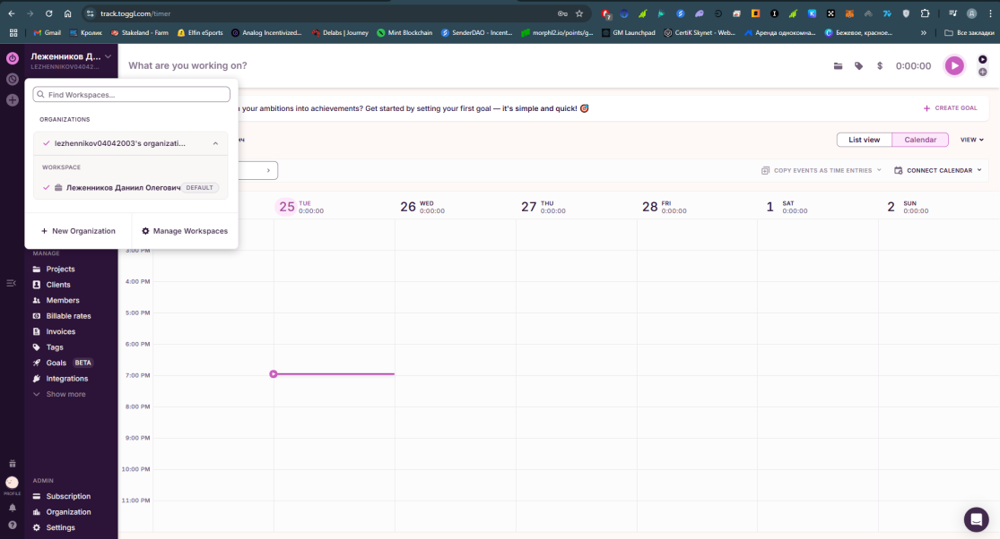 track.toggl.com/timer
Gmail
Кролик
Stakeland - Farm
Elfin eSports
Analog Incentivized...
Delabs | Journey
Mint Blockchain
SenderDAO - Incent...
morphl2.io/points/g...
GM Launchpad
CertiK Skynet - Web...
Аренда однокомна...
Бежевое, красное...
»
Все закладки
Леженников Д...
LEZHENNIKOV04042...
What are you working on?
$
0:00:00
Find Workspaces...
ORGANIZATIONS
lezhennikov04042003's organizati...
WORKSPACE
Леженников Даниил Олегович
DEFAULT
+ New Organization
Manage Workspaces
your ambitions into achievements? Get started by setting your first goal — it's simple and quick!
+ CREATE GOAL
ич
List view
Calendar
VIEW
COPY EVENTS AS TIME ENTRIES
CONNECT CALENDAR
25 TUE 0:00:00
26 WED 0:00:00
27 THU 0:00:00
28 FRI 0:00:00
1 SAT 0:00:00
2 SUN 0:00:00
MANAGE
Projects
Clients
Members
Billable rates
Invoices
Tags
Goals BETA
Integrations
Show more
3:00 PM
4:00 PM
5:00 PM
6:00 PM
7:00 PM
8:00 PM
9:00 PM
10:00 PM
11:00 PM
PROFILE
ADMIN
Subscription
Organization
Settings